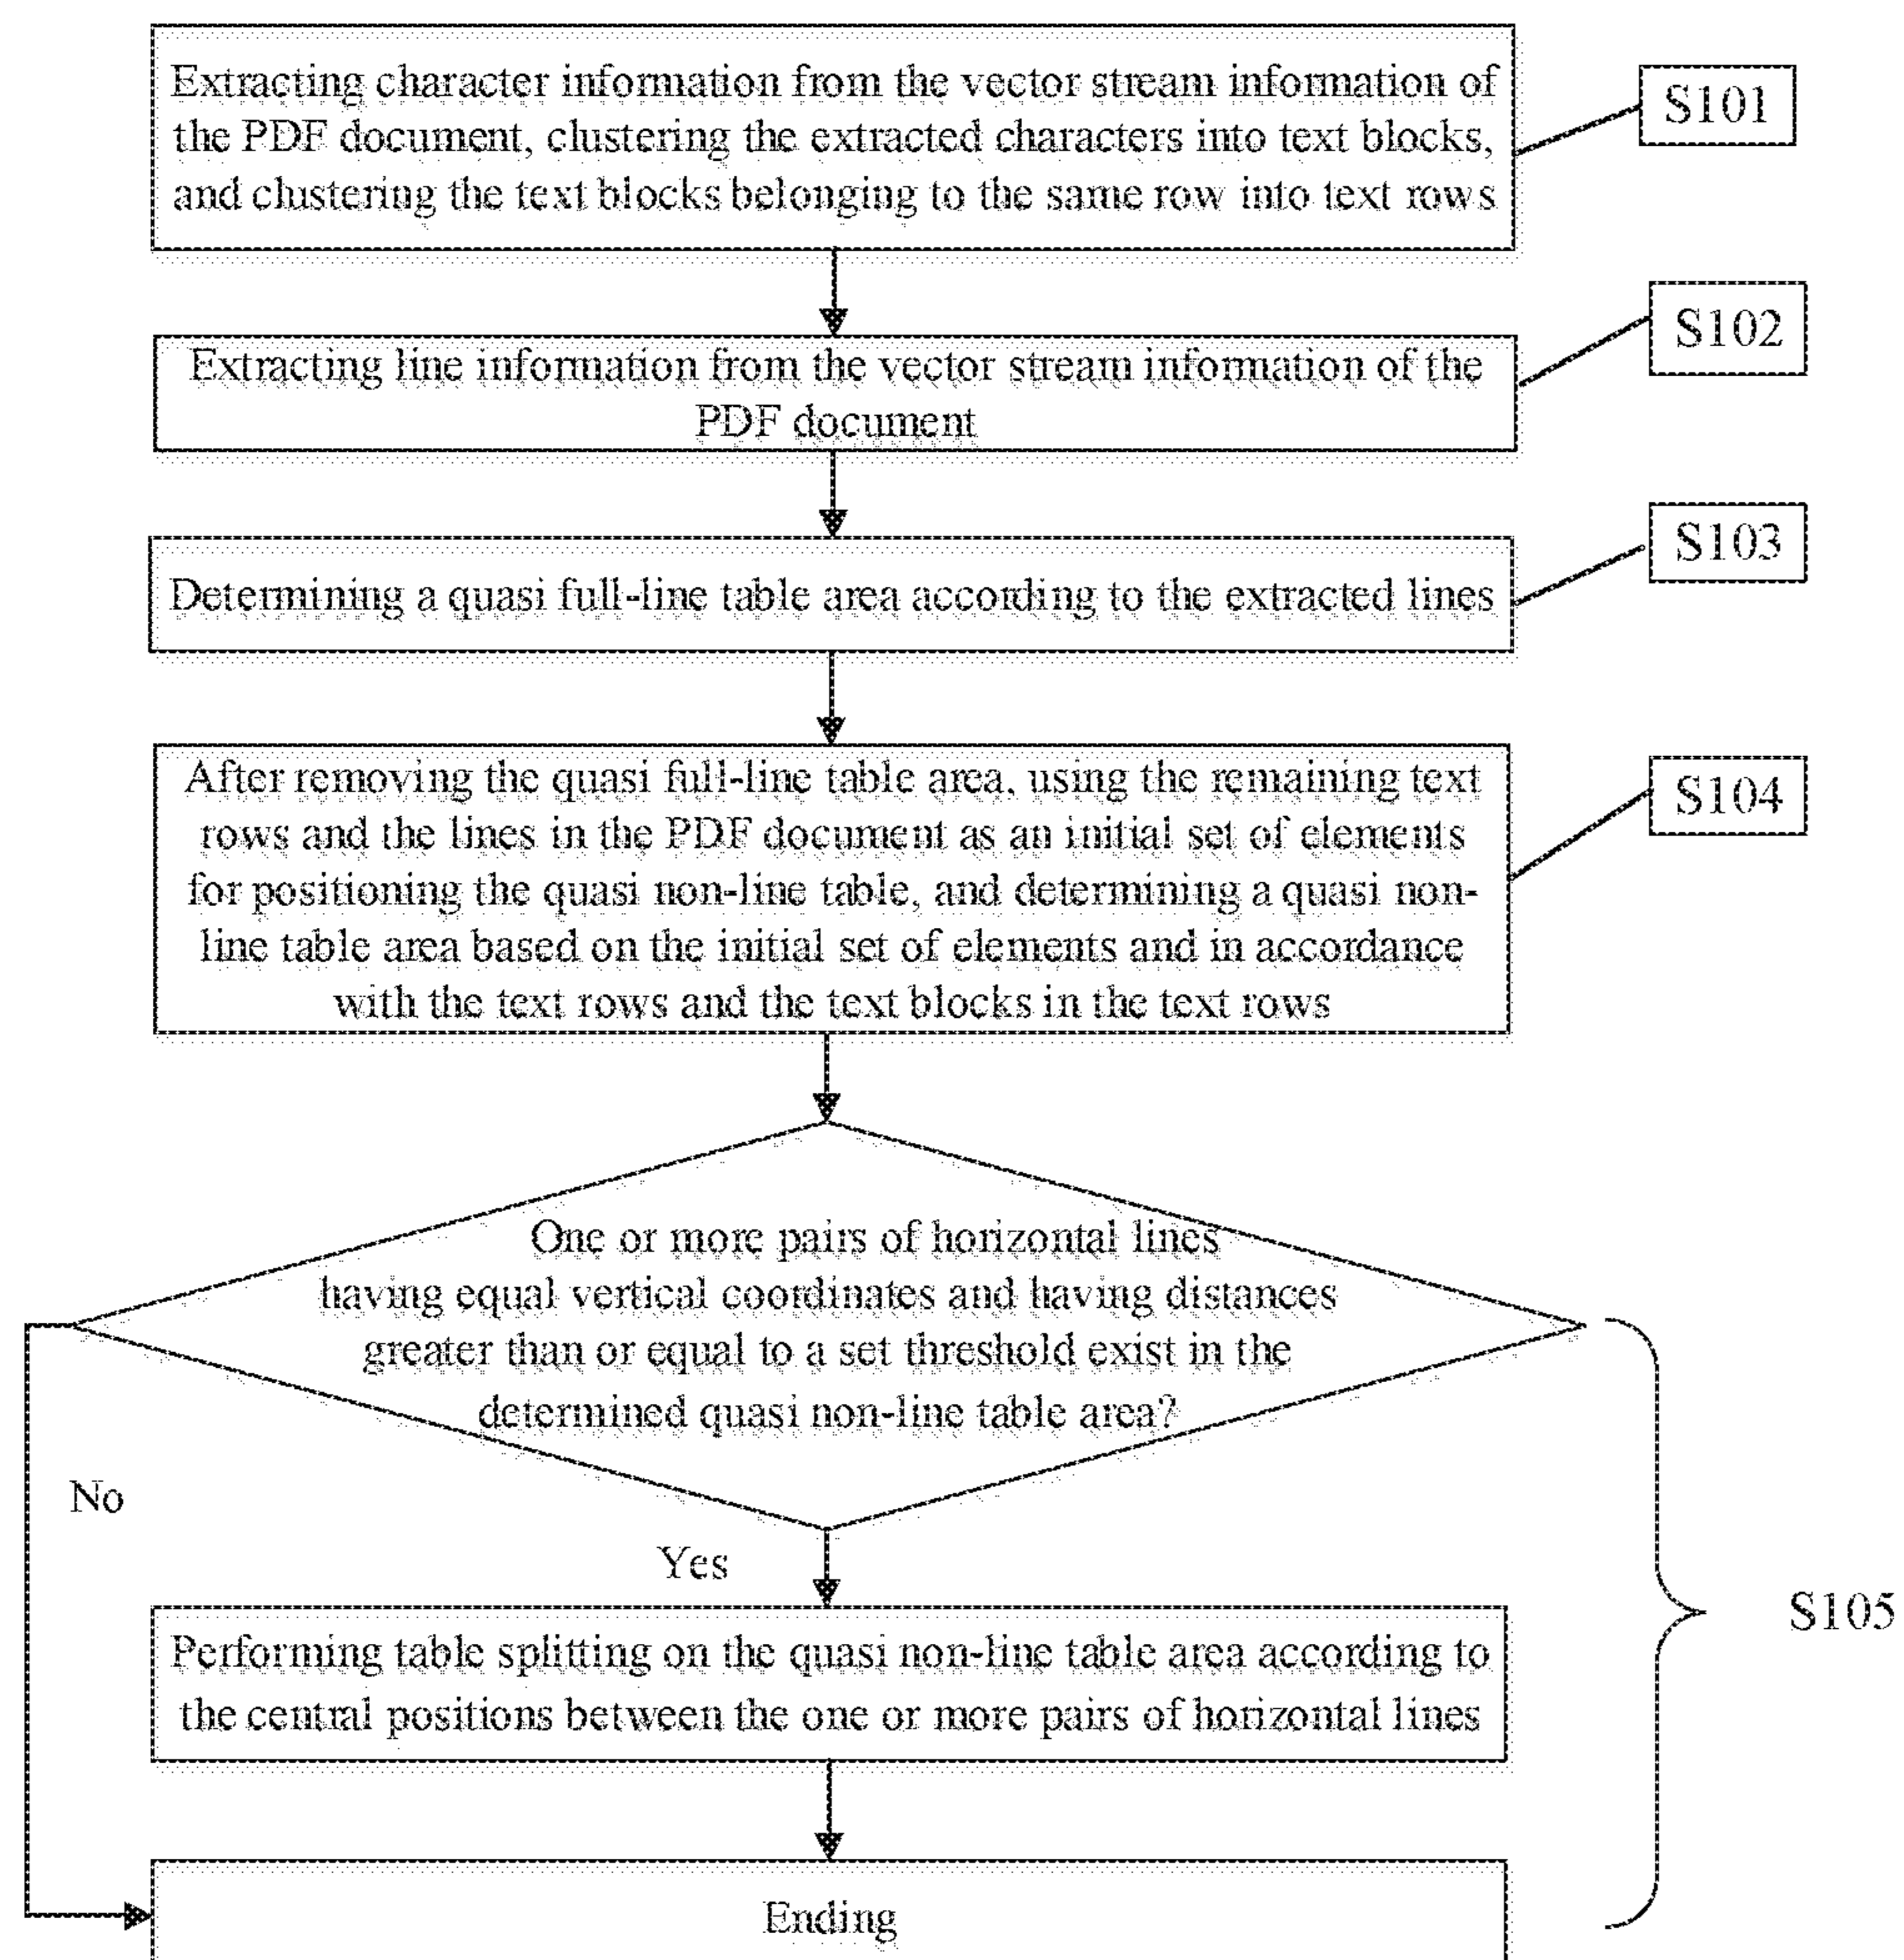 Extracting character information from the vector stream information of
the PDF document, clustering the extracted characters into text blocks,
and clustering the text blocks belonging to the same row into text rows
S101
Extracting line information from the vector stream information of the
PDF document
S102
Determining a quasi full-line table area according to the extracted lines
S103
After removing the quasi full-line table area, using the remaining text
rows and the lines in the PDF document as an initial set of elements
for positioning the quasi non-line table, and determining a quasi non-
line table area based on the initial set of elements and in accordance
with the text rows and the text blocks in the text rows
S104
One or more pairs of horizontal lines
having equal vertical coordinates and having distances
greater than or equal to a set threshold exist in the
determined quasi non-line table area?
No
Yes
Performing table splitting on the quasi non-line table area according to
the central positions between the one or more pairs of horizontal lines
S105
Ending